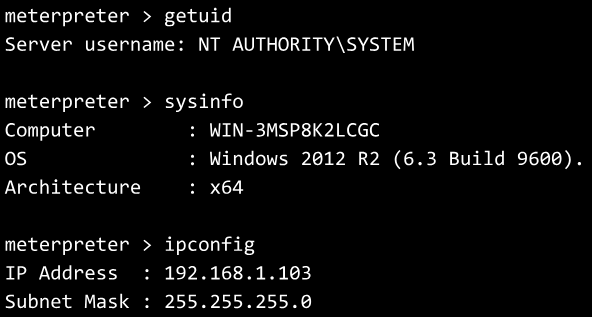 meterpreter > getuid
Server username: NT AUTHORITY\SYSTEM
meterpreter > sysinfo
Computer : WIN-3MSP8K2LCGC
OS : Windows 2012 R2 (6.3 Build 9600).
Architecture : x64
meterpreter > ipconfig
IP Address : 192.168.1.103
Subnet Mask : 255.255.255.0